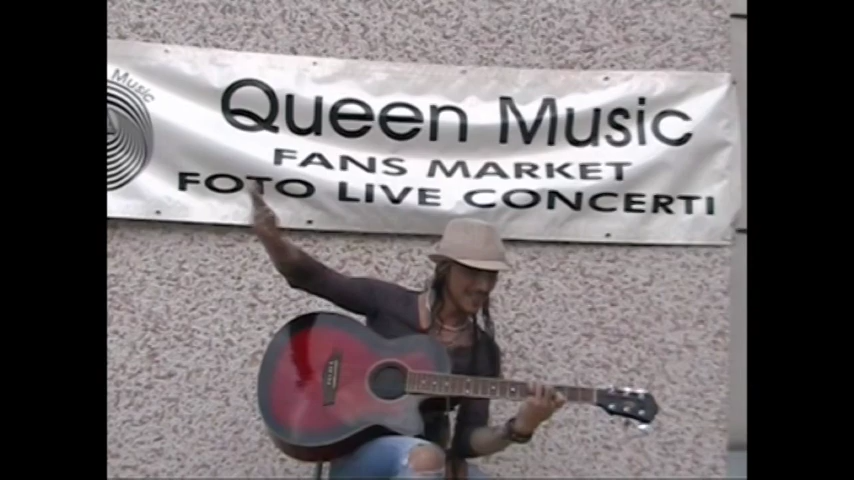 Music
Queen Music
FANS MARKET
FOTO LIVE CONCERTI